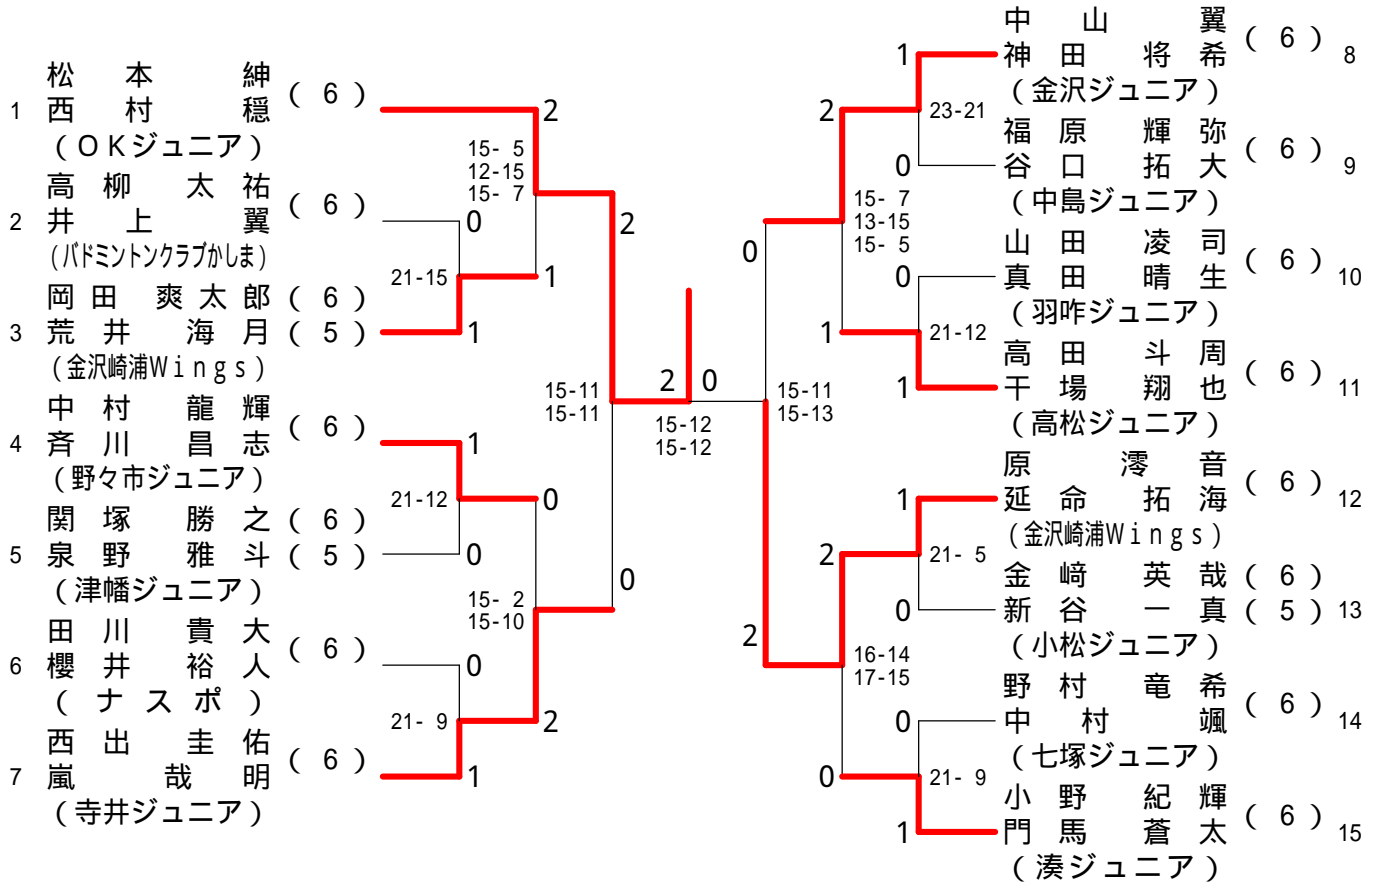 松本 紳
1 西村 穏 ( 6 )
(ＯＫジュニア)
高柳 太祐
2 井上 翼 ( 6 )
(バドミントンクラブかしま)
岡田 爽太郎 ( 6 )
3 荒井 海月 ( 5 )
(金沢崎浦Ｗｉｎｇｓ)
中村 龍輝
4 斉川 昌志 ( 6 )
(野々市ジュニア)
関塚 勝之 ( 6 )
5 泉野 雅斗 ( 5 )
(津幡ジュニア)
田川 貴大
6 櫻井 裕人 ( 6 )
(ナスポ)
西出 圭佑
7 嵐 哉明 ( 6 )
(寺井ジュニア)
2
15- 5
12-15
15- 7
0
21-15
1
1
2
1
21-12
0
0
15- 2
15-10
0
21- 9
2
1
15-11
15-11
0
2 0
15-12
15-12
中山 翼
神田 将希 ( 6 ) 8
(金沢ジュニア)
福原 輝弥
谷口 拓大 ( 6 ) 9
(中島ジュニア)
山田 凌司
真田 晴生 ( 6 ) 10
(羽咋ジュニア)
高田 斗周
干場 翔也 ( 6 ) 11
(高松ジュニア)
原 澪音
延命 拓海 ( 6 ) 12
(金沢崎浦Ｗｉｎｇｓ)
金﨑 英哉 ( 6 )
新谷 一真 ( 5 ) 13
(小松ジュニア)
野村 竜希
中村 颯 ( 6 ) 14
(七塚ジュニア)
小野 紀輝
門馬 蒼太 ( 6 ) 15
(湊ジュニア)
1
2
23-21
0
15- 7
13-15
15- 5
0
0
21-12
1
1
15-11
15-13
1
2
21- 5
0
2
16-14
17-15
0
0
21- 9
1